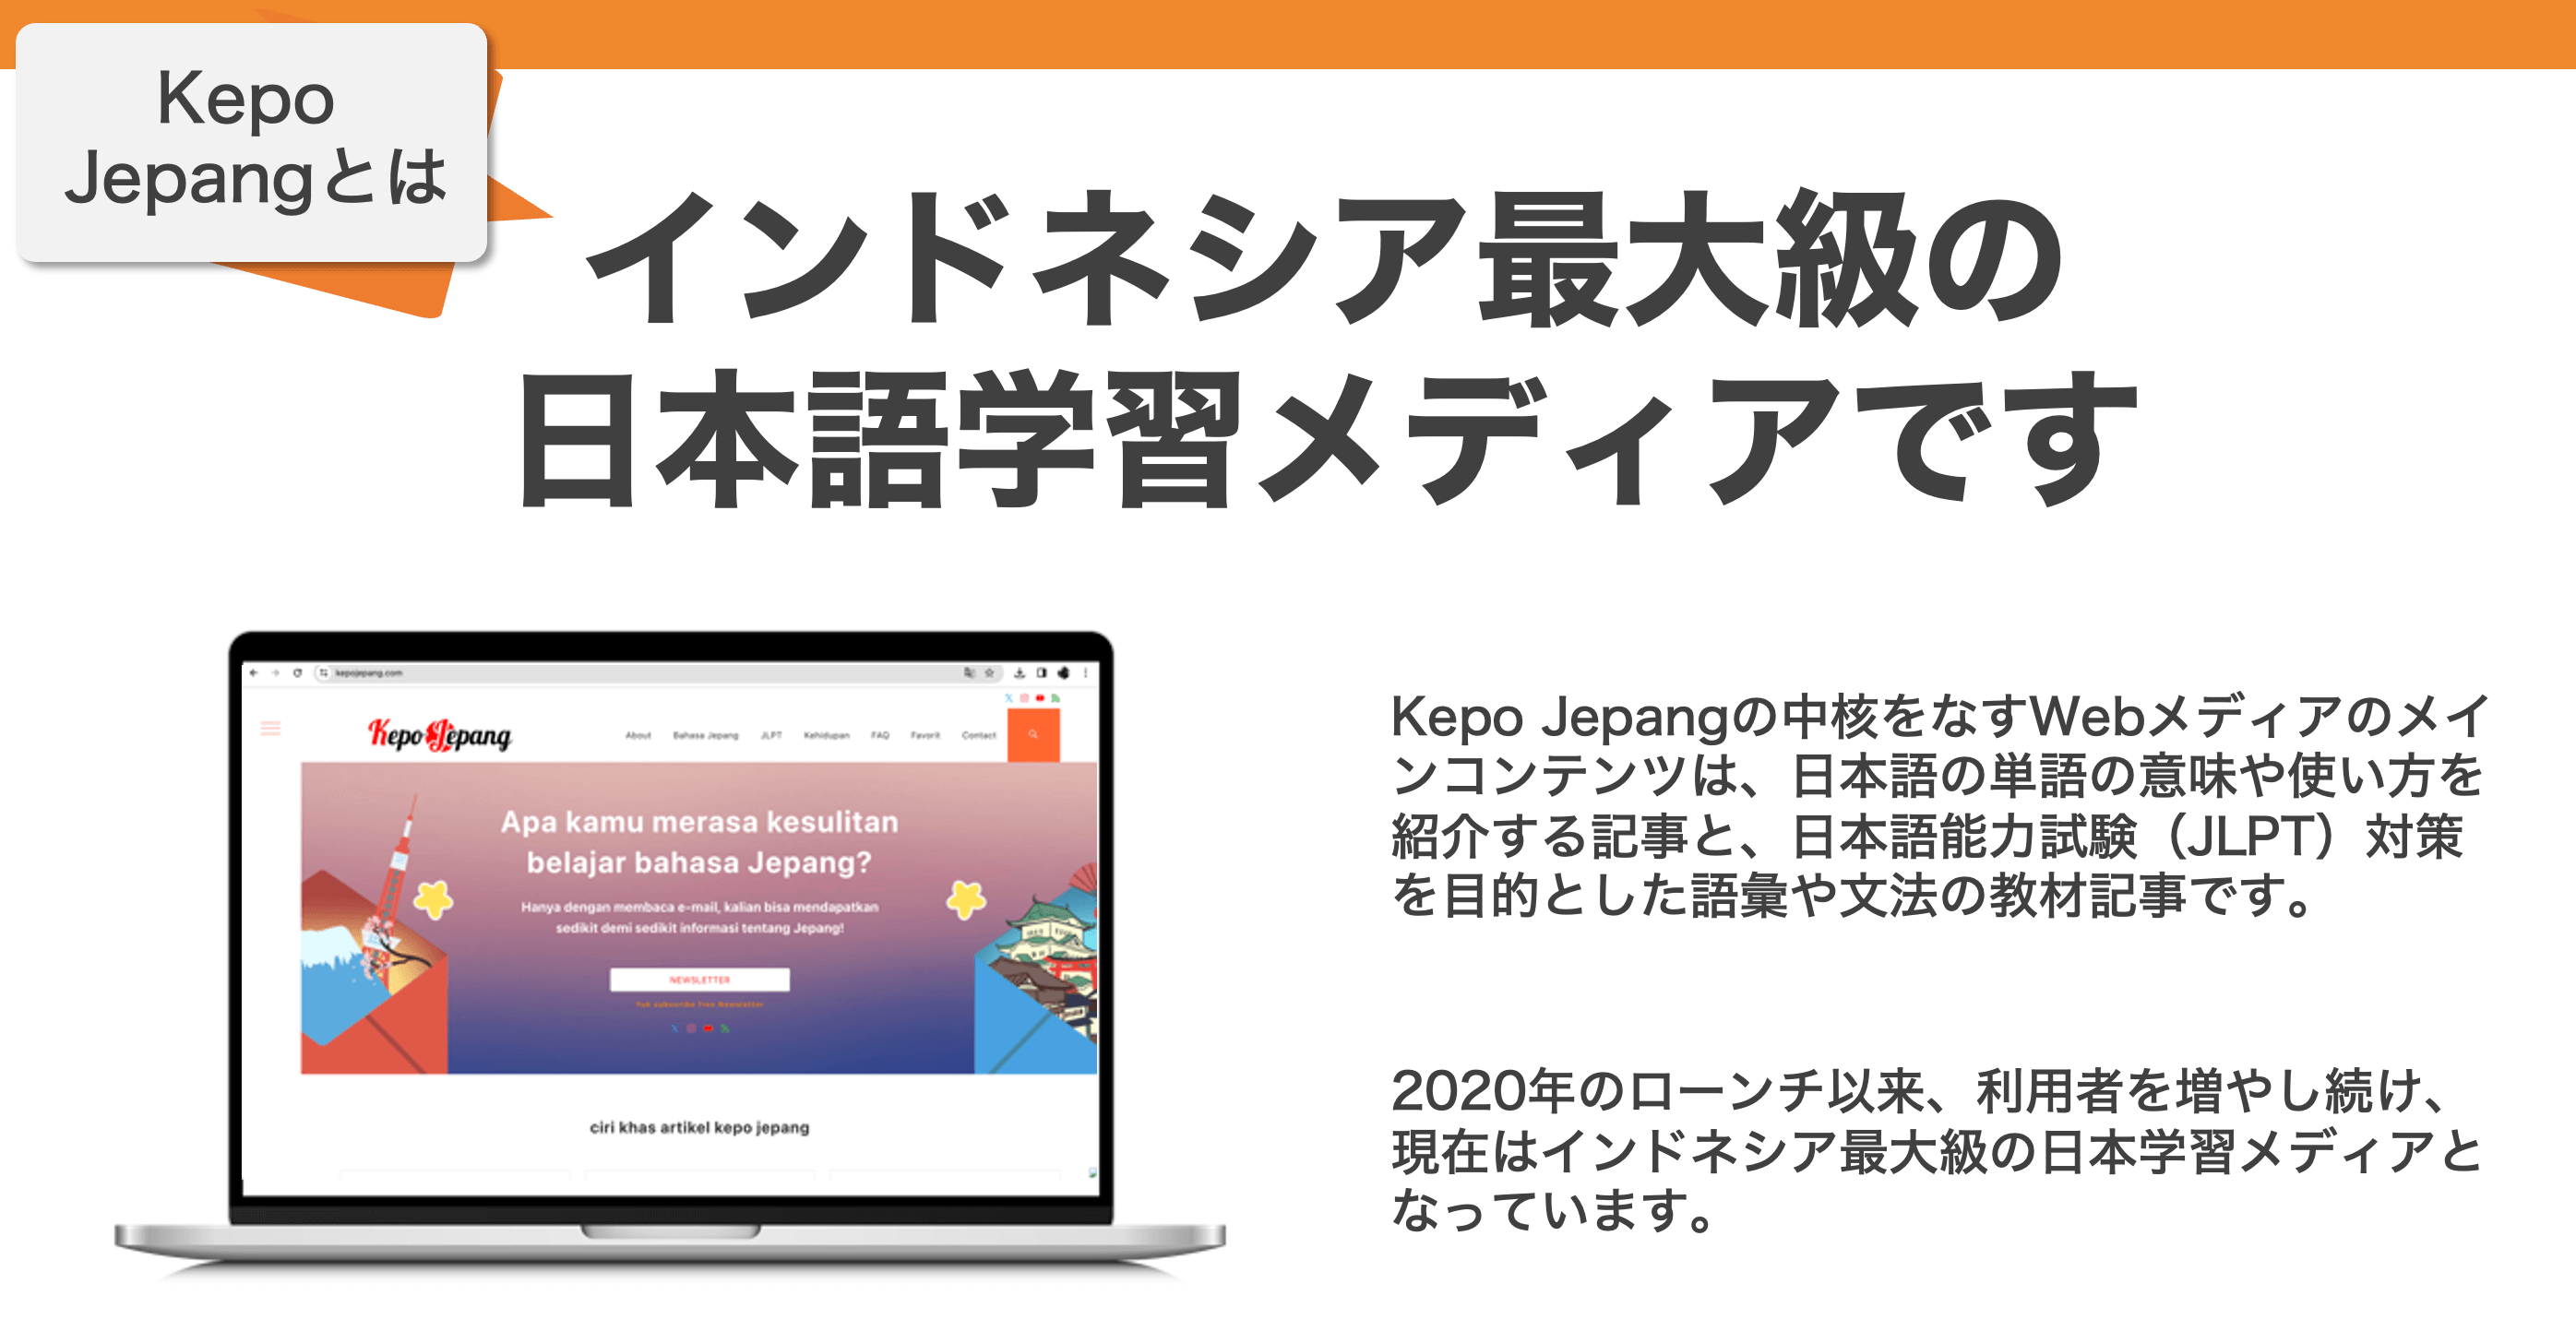 Kepo
Jepangとは
インドネシア最大級の
日本語学習メディアです
kepojepang.com
Kepo Jepang
About Bahasa Jepang JLPT Kehidupan FAQ Favorit Contact
Apa kamu merasa kesulitan
belajar bahasa Jepang?
Hanya dengan membaca e-mail, kalian bisa mendapatkan
sedikit demi sedikit informasi tentang Jepang!
NEWSLETTER
Yuk subscribe free Newsletter
ciri khas artikel kepo jepang
Kepo Jepangの中核をなすWebメディアのメイ
ンコンテンツは、日本語の単語の意味や使い方を
紹介する記事と、日本語能力試験（JLPT）対策
を目的とした語彙や文法の教材記事です。
2020年のローンチ以来、利用者を増やし続け、
現在はインドネシア最大級の日本学習メディアと
なっています。